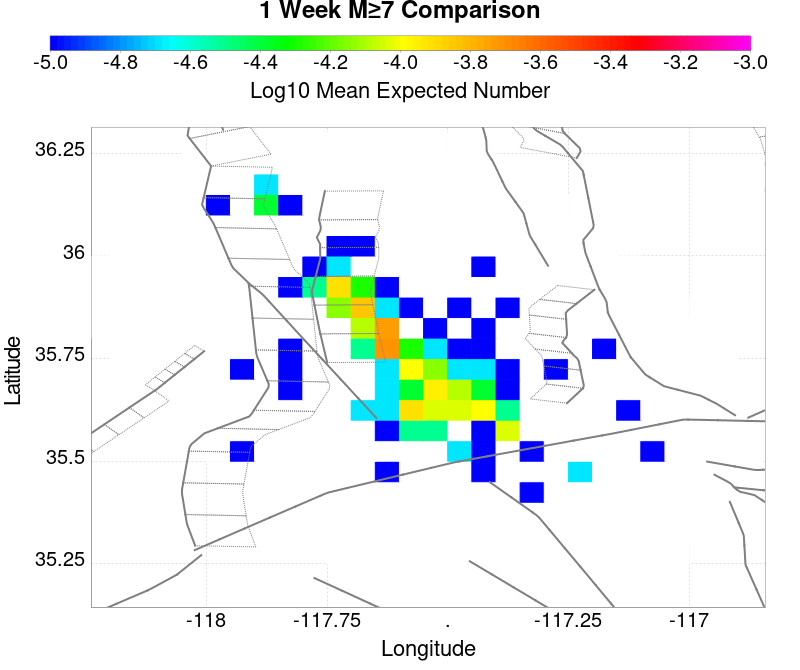 1 Week M≥7 Comparison
-5.0 -4.8 -4.6 -4.4 -4.2 -4.0 -3.8 -3.6 -3.4 -3.2 -3.0
Log10 Mean Expected Number
36.25
36
35.75
35.5
35.25
Latitude
-118 -117.75 . -117.25 -117
Longitude